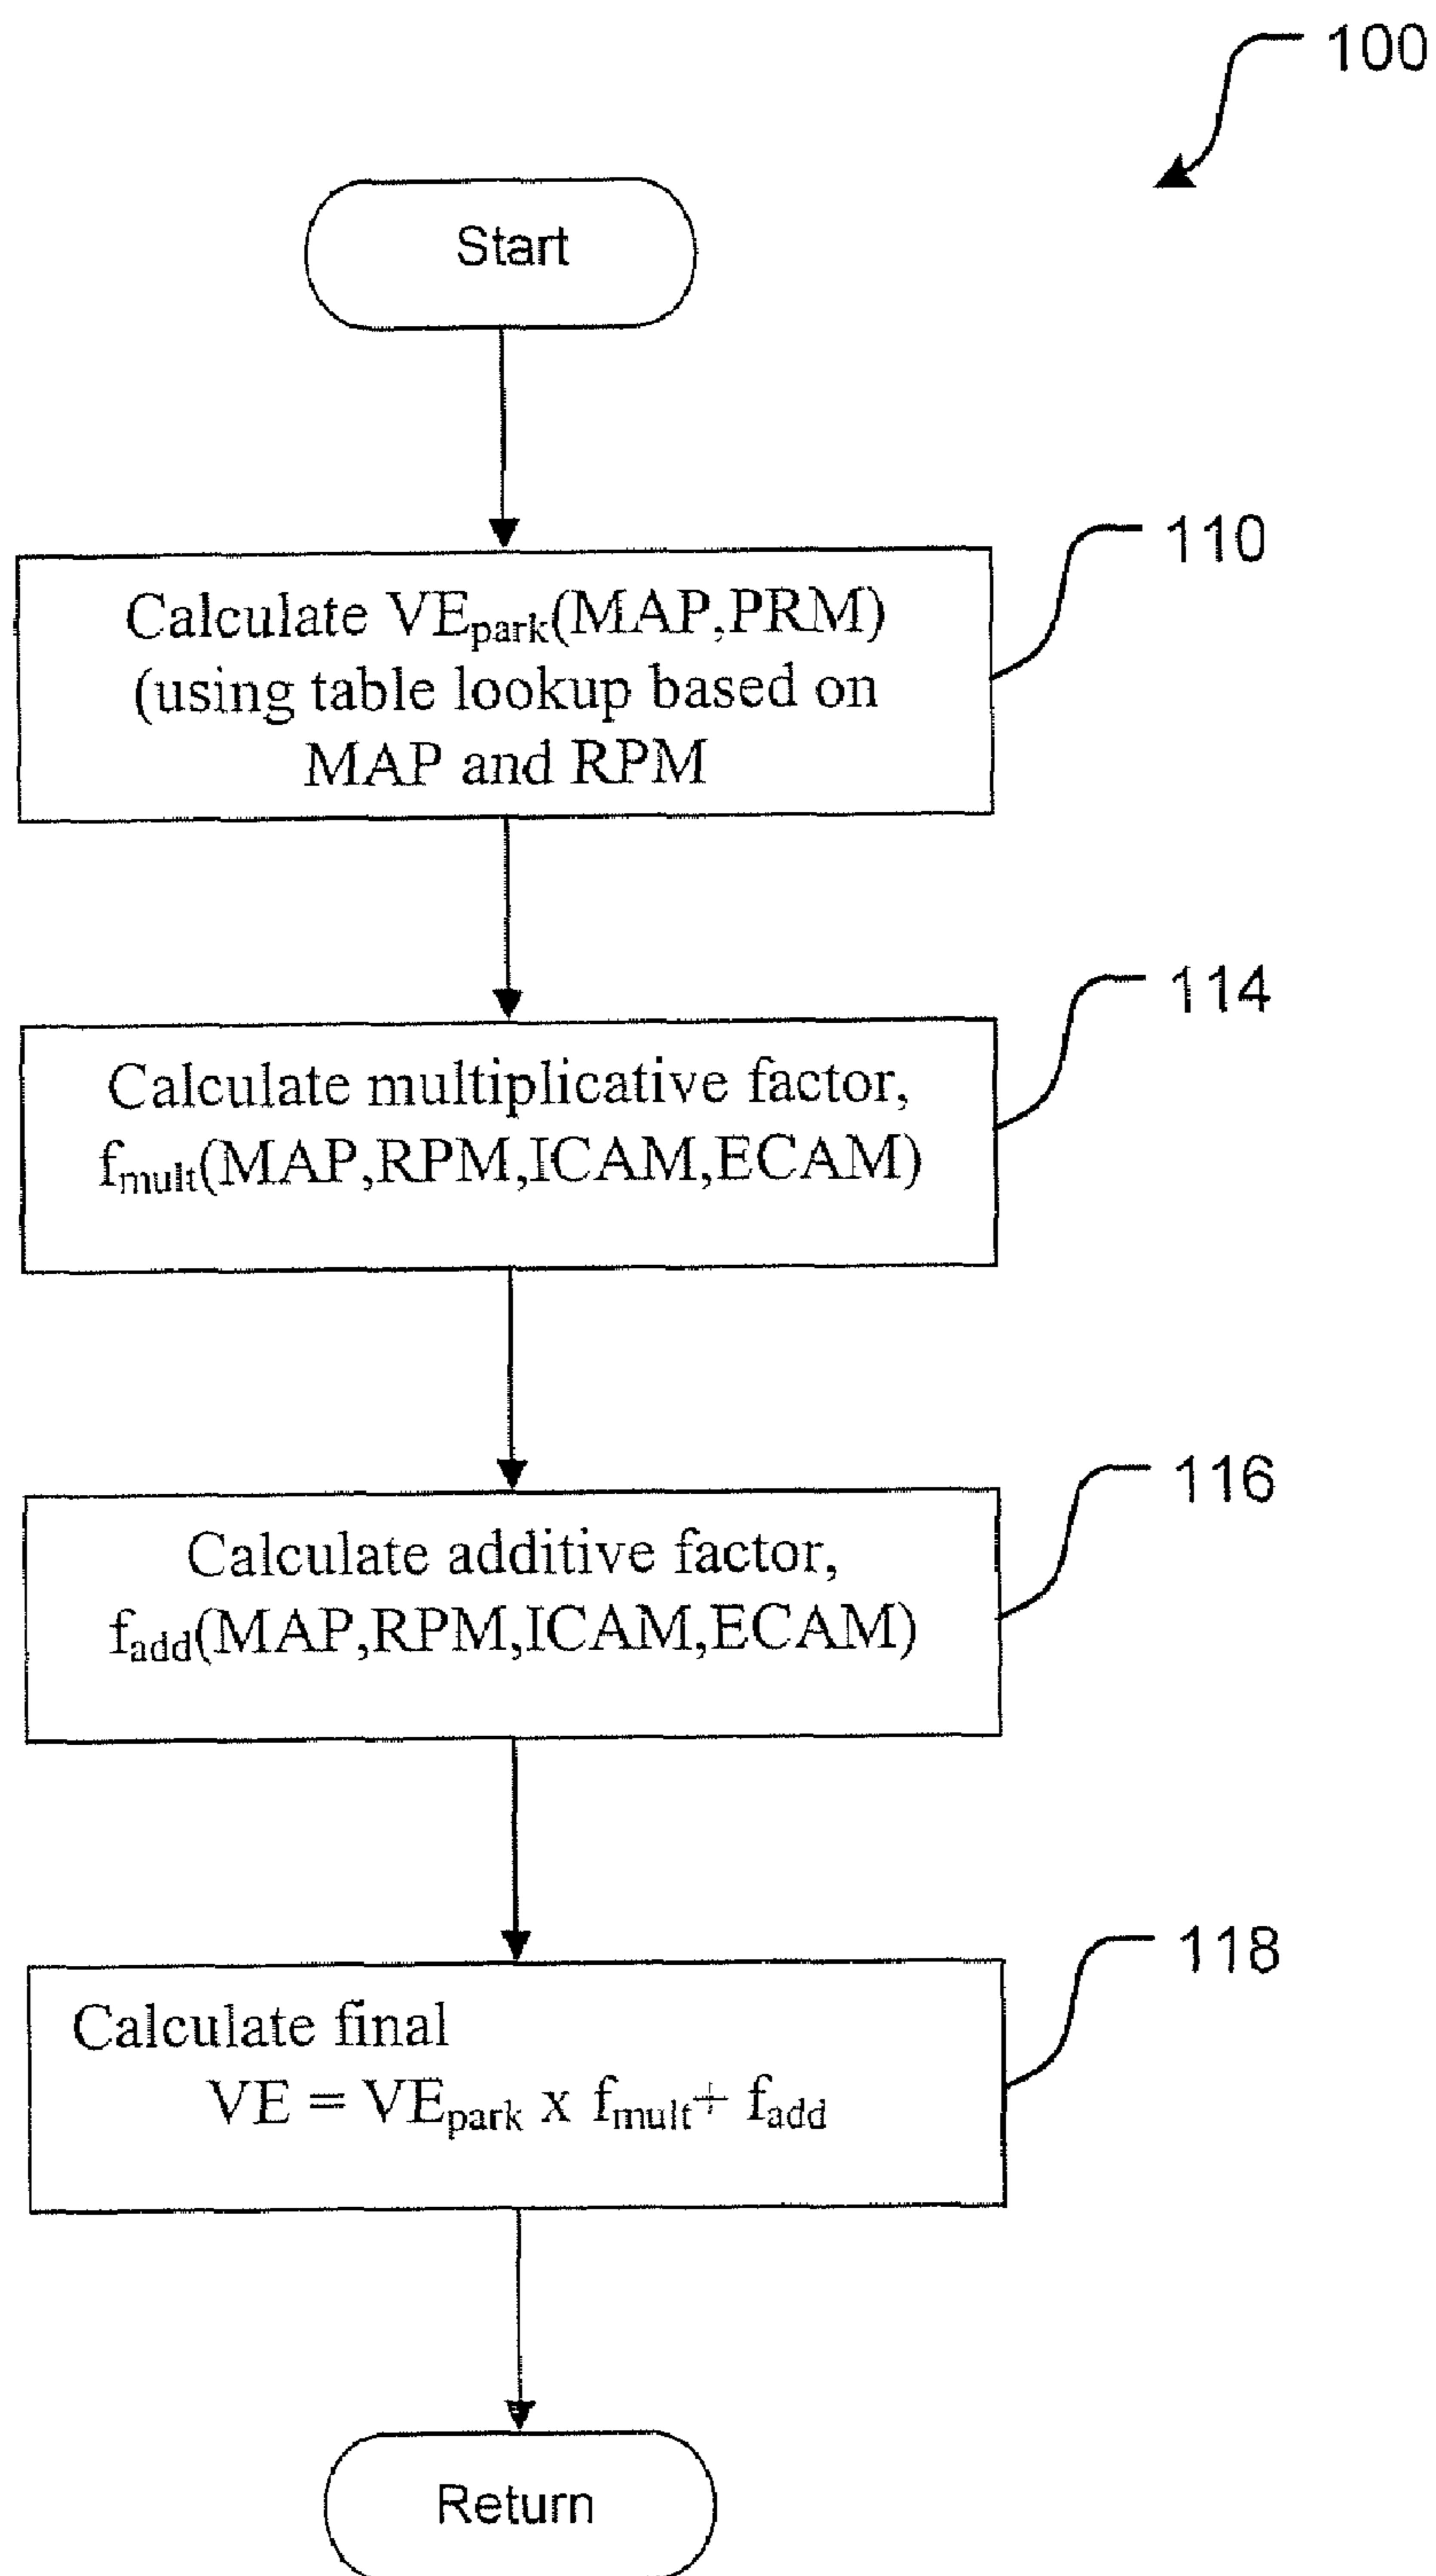 100
Start
110
Calculate VEpark(MAP,PRM)
(using table lookup based on
MAP and RPM
114
Calculate multiplicative factor,
fmult(MAP,RPM,ICAM,ECAM)
116
Calculate additive factor,
fadd(MAP,RPM,ICAM,ECAM)
118
Calculate final
VE = VEpark x fmult+ fadd
Return